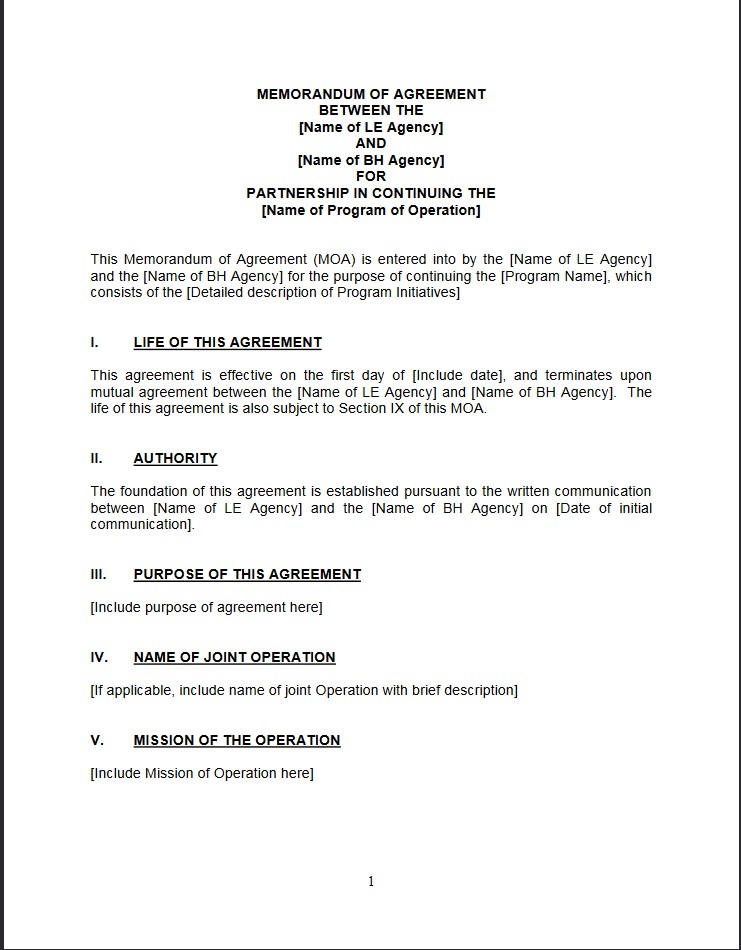 MEMORANDUM OF AGREEMENT
BETWEEN THE
[Name of LE Agency]
AND
[Name of BH Agency]
FOR
PARTNERSHIP IN CONTINUING THE
[Name of Program of Operation]
This Memorandum of Agreement (MOA) is entered into by the [Name of LE Agency]
and the [Name of BH Agency] for the purpose of continuing the [Program Name], which
consists of the [Detailed description of Program Initiatives]
I. LIFE OF THIS AGREEMENT
This agreement is effective on the first day of [Include date], and terminates upon
mutual agreement between the [Name of LE Agency] and [Name of BH Agency]. The
life of this agreement is also subject to Section IX of this MOA.
II. AUTHORITY
The foundation of this agreement is established pursuant to the written communication
between [Name of LE Agency] and the [Name of BH Agency] on [Date of initial
communication].
III. PURPOSE OF THIS AGREEMENT
[Include purpose of agreement here]
IV. NAME OF JOINT OPERATION
[If applicable, include name of joint Operation with brief description]
V. MISSION OF THE OPERATION
[Include Mission of Operation here]
1